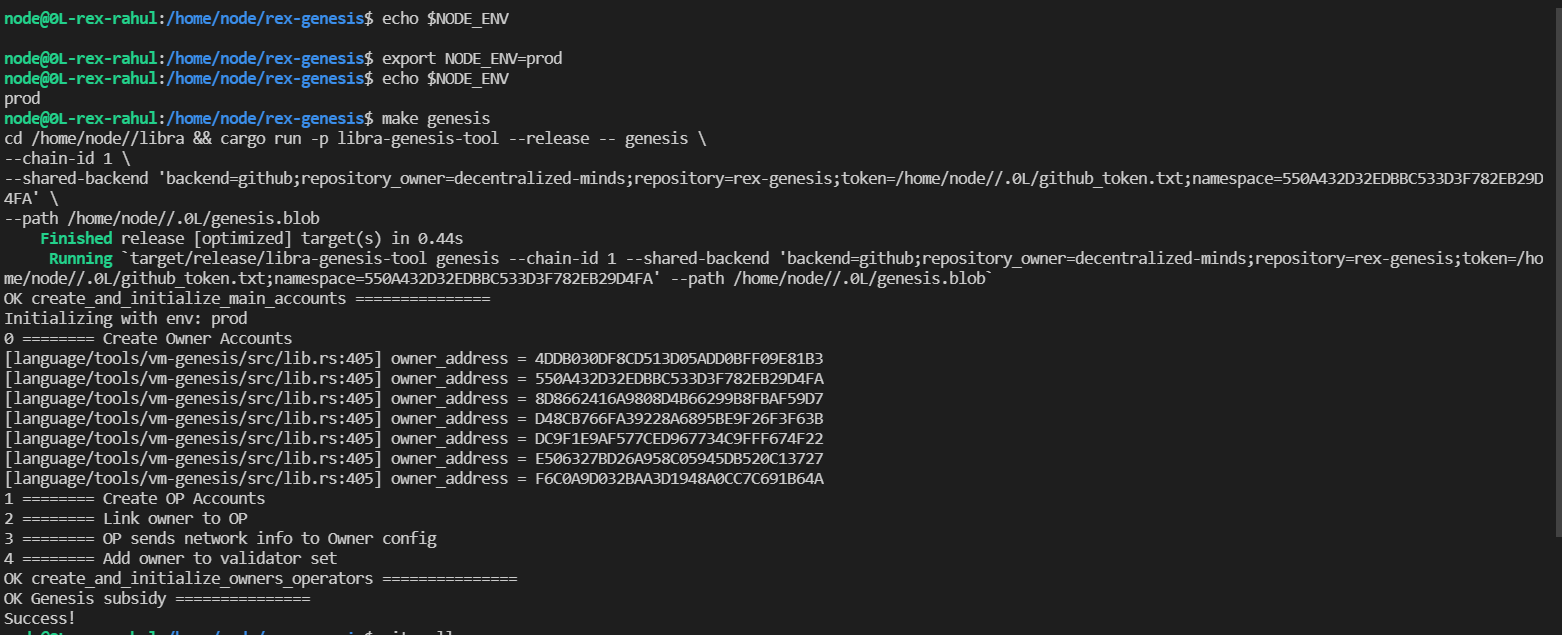 node@0L-rex-rahul:/home/node/rex-genesis$ echo $NODE_ENV
node@0L-rex-rahul:/home/node/rex-genesis$ export NODE_ENV=prod
node@0L-rex-rahul:/home/node/rex-genesis$ echo $NODE_ENV
prod
node@0L-rex-rahul:/home/node/rex-genesis$ make genesis
cd /home/node//libra && cargo run -p libra-genesis-tool --release -- genesis \
--chain-id 1 \
--shared-backend 'backend=github;repository_owner=decentralized-minds;repository=rex-genesis;token=/home/node//.0L/github_token.txt;namespace=550A432D32EDBBC533D3F782EB29D
4FA' \
--path /home/node//.0L/genesis.blob
Finished release [optimized] target(s) in 0.44s
Running `target/release/libra-genesis-tool genesis --chain-id 1 --shared-backend 'backend=github;repository_owner=decentralized-minds;repository=rex-genesis;token=/ho
me/node//.0L/github_token.txt;namespace=550A432D32EDBBC533D3F782EB29D4FA' --path /home/node//.0L/genesis.blob`
OK create_and_initialize_main_accounts ===============
Initializing with env: prod
0 ======== Create Owner Accounts
[language/tools/vm-genesis/src/lib.rs:405] owner_address = 4DDB030DF8CD513D05ADD0BFF09E81B3
[language/tools/vm-genesis/src/lib.rs:405] owner_address = 550A432D32EDBBC533D3F782EB29D4FA
[language/tools/vm-genesis/src/lib.rs:405] owner_address = 8D8662416A9808D4B66299B8FBAF59D7
[language/tools/vm-genesis/src/lib.rs:405] owner_address = D48CB766FA39228A6895BE9F26F3F63B
[language/tools/vm-genesis/src/lib.rs:405] owner_address = DC9F1E9AF577CED967734C9FFF674F22
[language/tools/vm-genesis/src/lib.rs:405] owner_address = E506327BD26A958C05945DB520C13727
[language/tools/vm-genesis/src/lib.rs:405] owner_address = F6C0A9D032BAA3D1948A0CC7C691B64A
1 ======== Create OP Accounts
2 ======== Link owner to OP
3 ======== OP sends network info to Owner config
4 ======== Add owner to validator set
OK create_and_initialize_owners_operators ===============
OK Genesis subsidy ===============
Success!